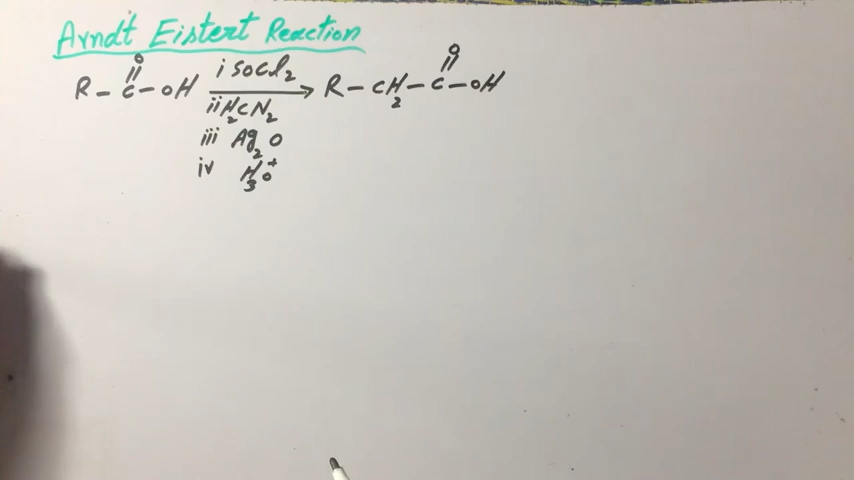 Arndt Eistert Reaction
O O
R - C - OH i SOCl2 R - CH2 - C - OH
ii H2CN2
iii Ag2O
iv H3O+